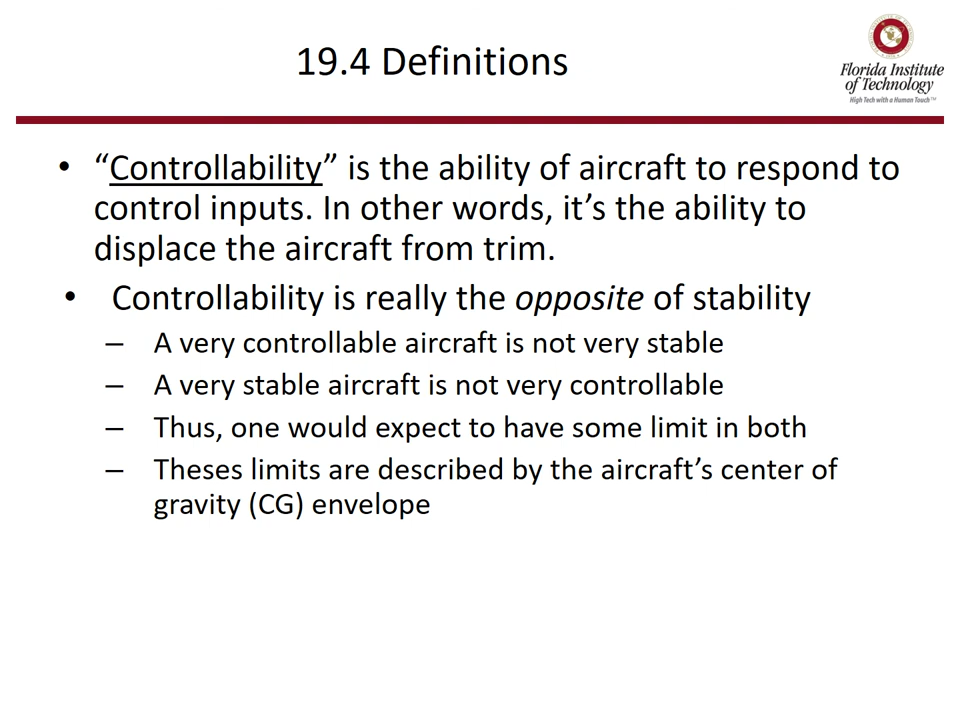 19.4 Definitions
Florida Institute
of Technology
High Tech with a Human Touch™
• “Controllability” is the ability of aircraft to respond to
control inputs. In other words, it’s the ability to
displace the aircraft from trim.
• Controllability is really the opposite of stability
– A very controllable aircraft is not very stable
– A very stable aircraft is not very controllable
– Thus, one would expect to have some limit in both
– Theses limits are described by the aircraft’s center of
gravity (CG) envelope